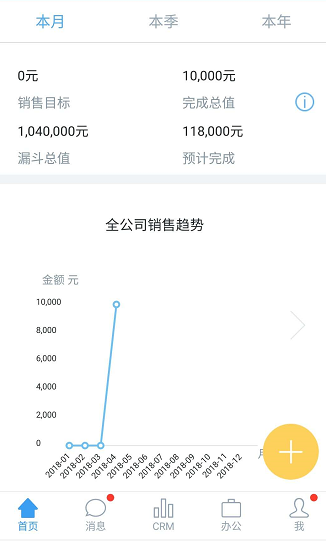 本月 本季 本年
0元 10,000元
销售目标 完成总值
1,040,000元 118,000元
漏斗总值 预计完成
全公司销售趋势
金额 元
10,000
8,000
6,000
4,000
2,000
0
2018-01 2018-02 2018-03 2018-04 2018-05 2018-06 2018-07 2018-08 2018-09 2018-10 2018-11 2018-12
首页 消息 CRM 办公 我